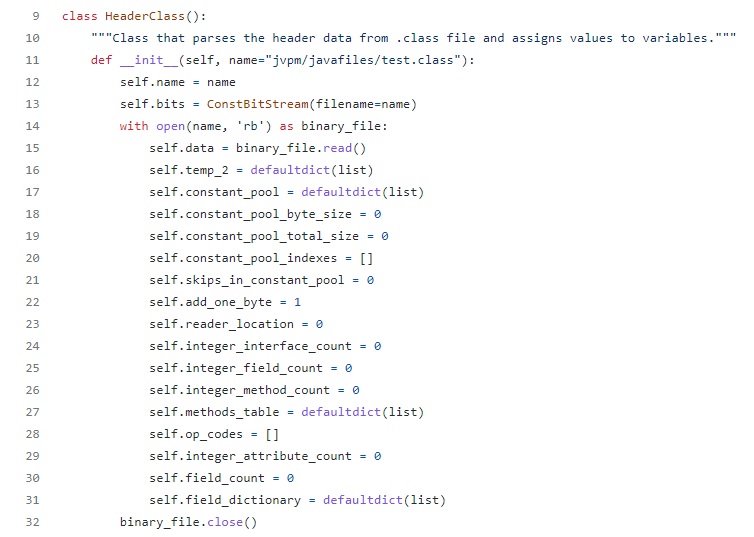 9 class HeaderClass():
10     """Class that parses the header data from .class file and assigns values to variables."""
11     def __init__(self, name="jvpm/javafiles/test.class"):
12         self.name = name
13         self.bits = ConstBitStream(filename=name)
14         with open(name, 'rb') as binary_file:
15             self.data = binary_file.read()
16             self.temp_2 = defaultdict(list)
17             self.constant_pool = defaultdict(list)
18             self.constant_pool_byte_size = 0
19             self.constant_pool_total_size = 0
20             self.constant_pool_indexes = []
21             self.skips_in_constant_pool = 0
22             self.add_one_byte = 1
23             self.reader_location = 0
24             self.integer_interface_count = 0
25             self.integer_field_count = 0
26             self.integer_method_count = 0
27             self.methods_table = defaultdict(list)
28             self.op_codes = []
29             self.integer_attribute_count = 0
30             self.field_count = 0
31             self.field_dictionary = defaultdict(list)
32         binary_file.close()